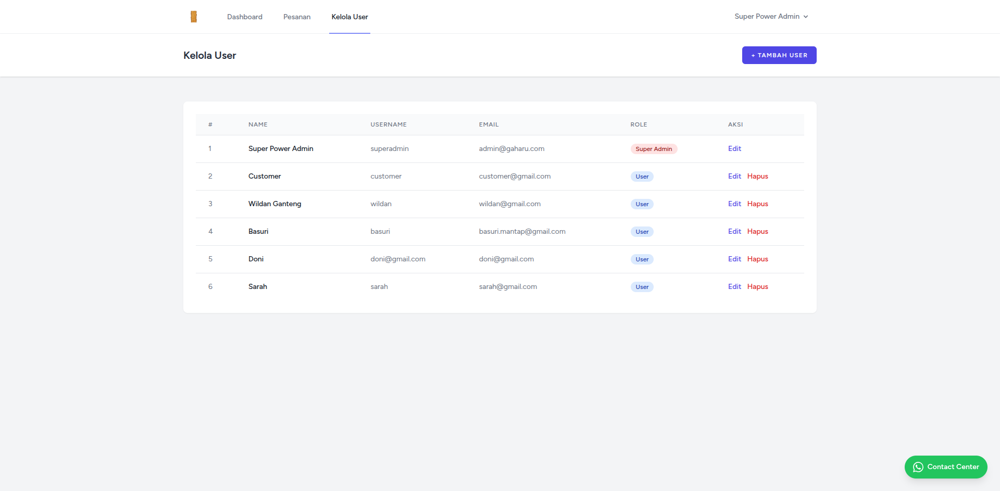 Dashboard Pesanan Kelola User Super Power Admin
Kelola User + TAMBAH USER
# NAME USERNAME EMAIL ROLE AKSI
1 Super Power Admin superadmin admin@gaharu.com Super Admin Edit
2 Customer customer customer@gmail.com User Edit Hapus
3 Wildan Ganteng wildan wildan@gmail.com User Edit Hapus
4 Basuri basuri basuri.mantap@gmail.com User Edit Hapus
5 Doni doni@gmail.com doni@gmail.com User Edit Hapus
6 Sarah sarah sarah@gmail.com User Edit Hapus
Contact Center